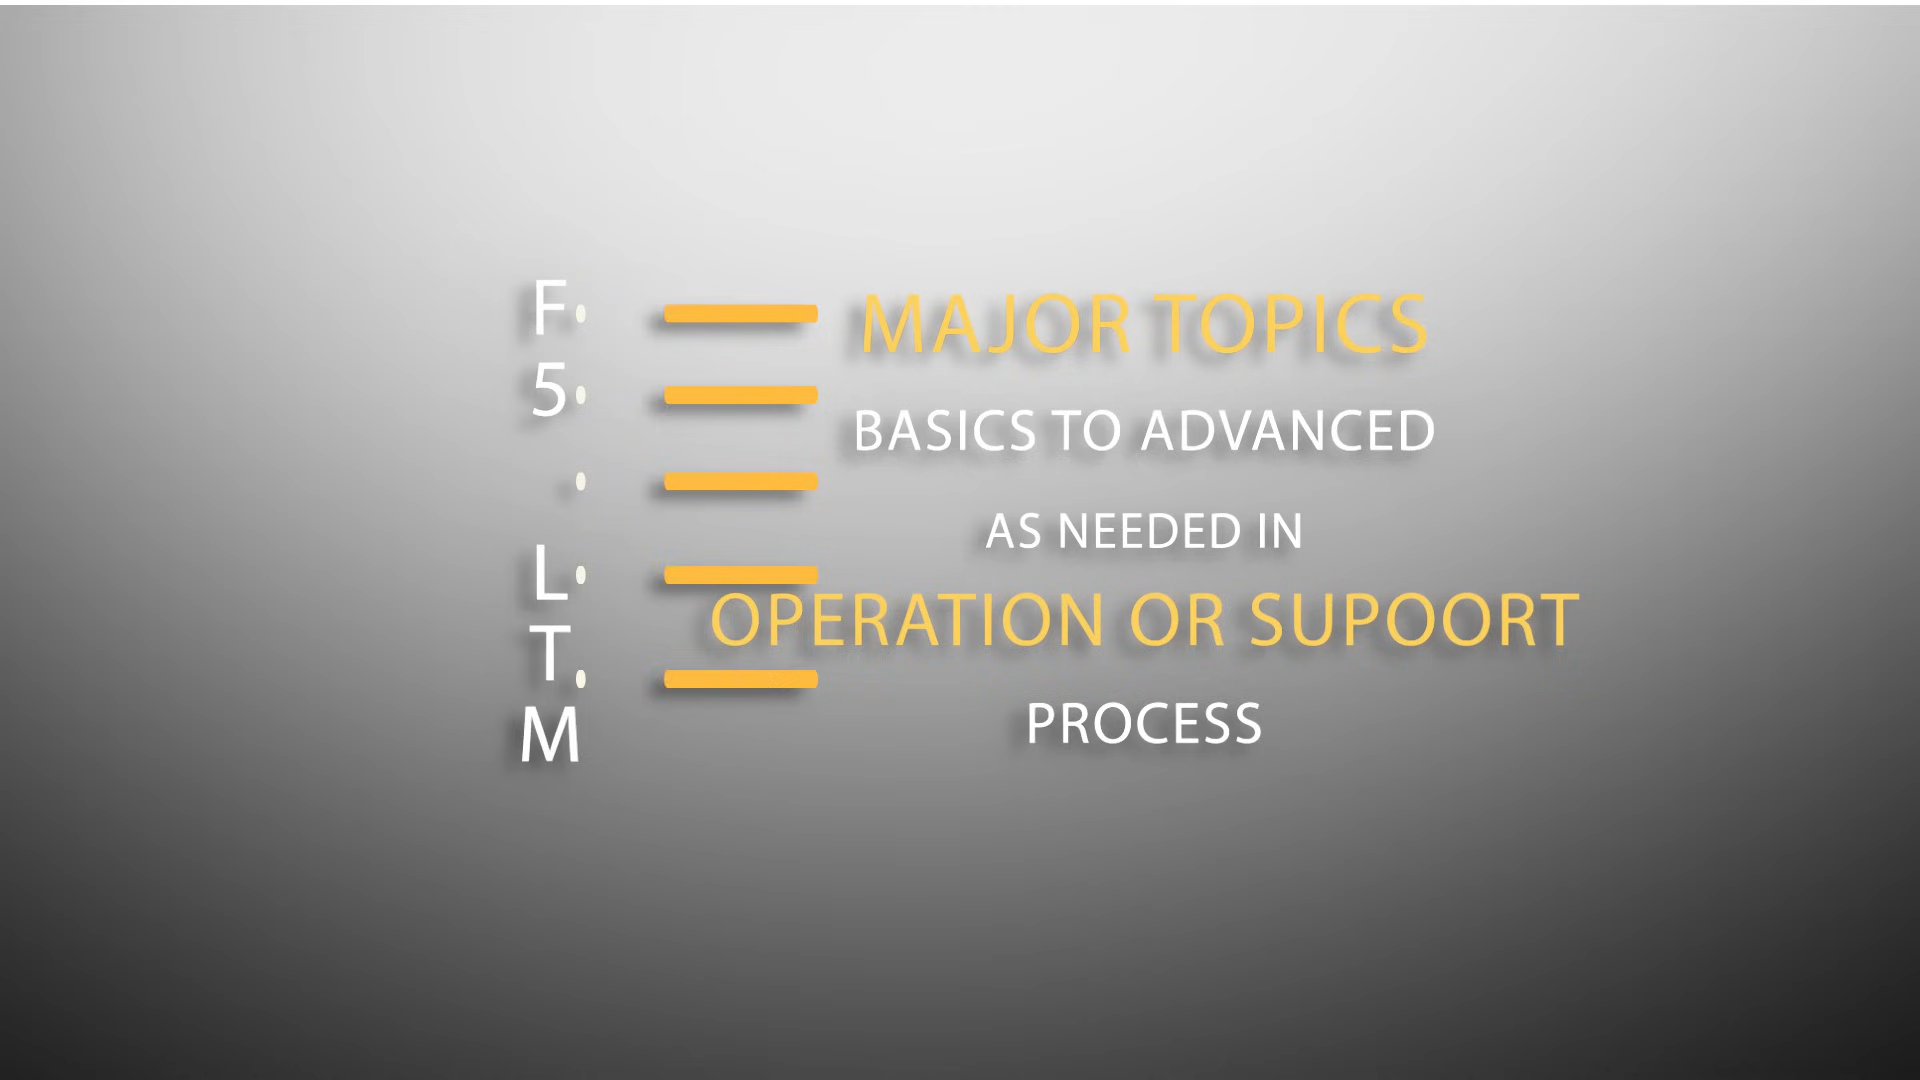 F
5
L
T
M
MAJOR TOPICS
BASICS TO ADVANCED
AS NEEDED IN
OPERATION OR SUPOORT
PROCESS